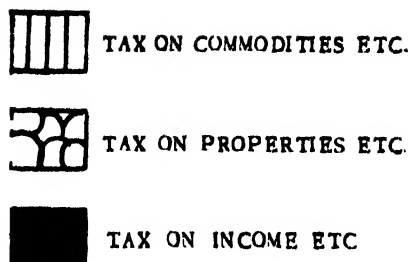 TAX ON COMMODITIES ETC.
TAX ON PROPERTIES ETC.
TAX ON INCOME ETC